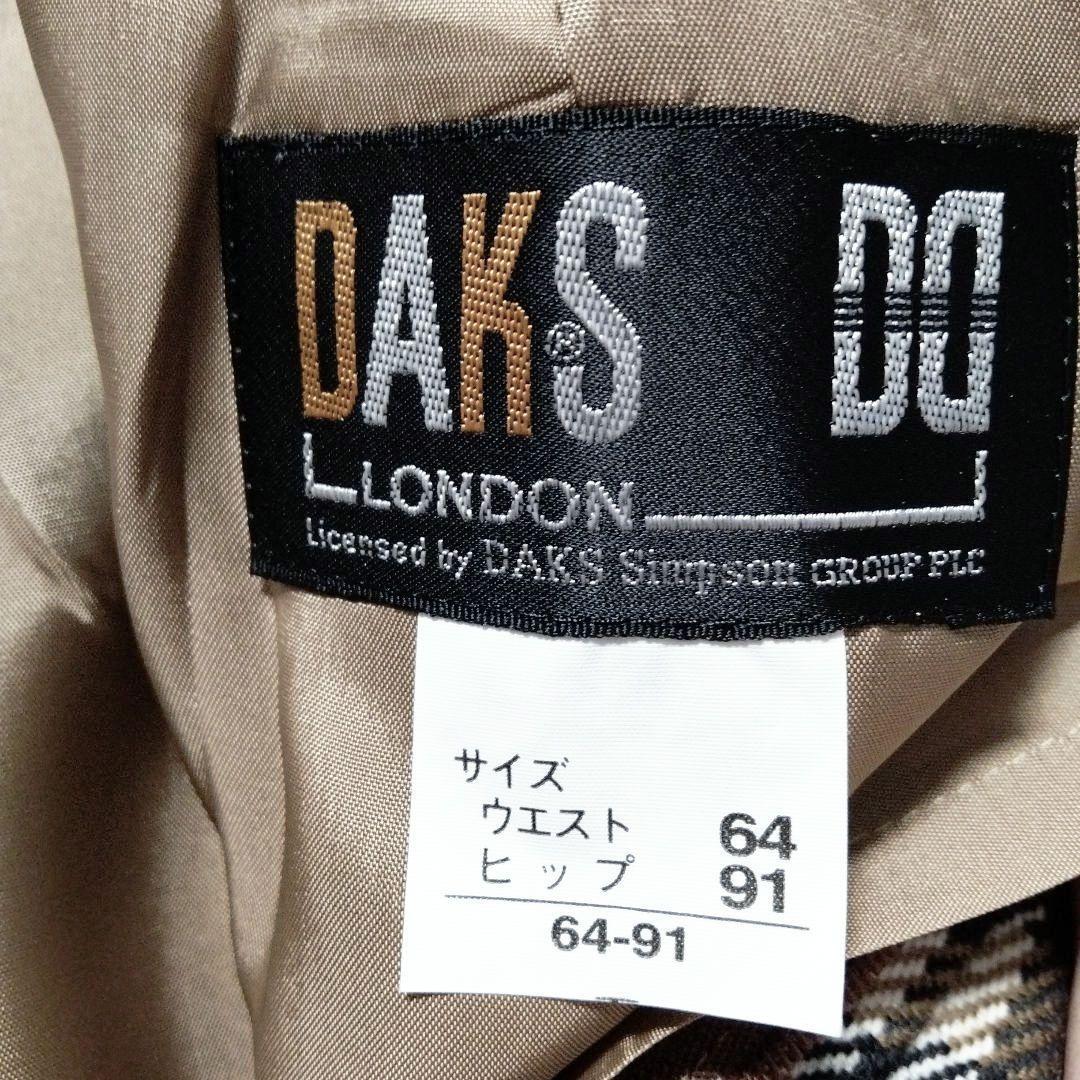 DAKS® DD
LONDON
Licensed by DAKS Simpson GROUP PLC
サイズ
ウエスト 64
ヒップ 91
64-91